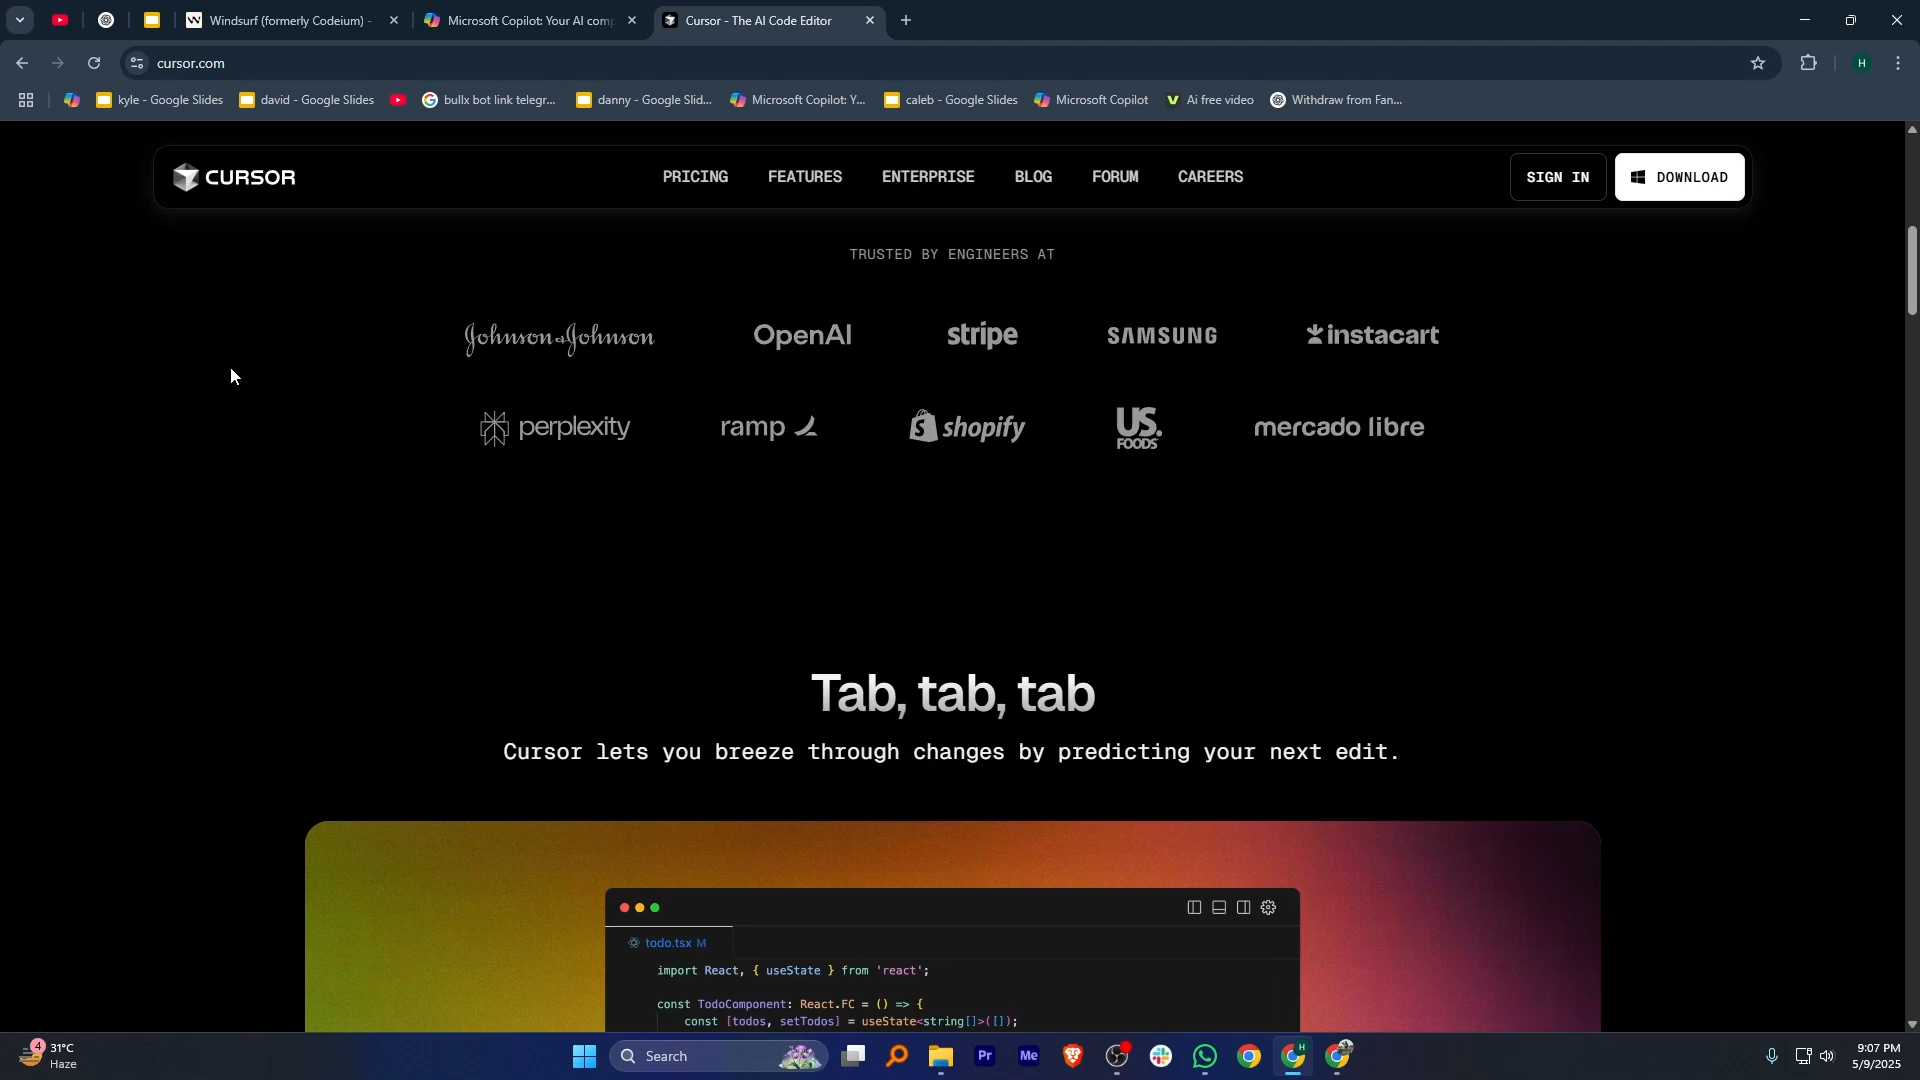 Windsurf (formerly Codeium) -
Microsoft Copilot: Your AI comp
Cursor - The AI Code Editor
cursor.com
H
kyle - Google Slides
david - Google Slides
bullx bot link telegr...
danny - Google Slid...
Microsoft Copilot: Y...
caleb - Google Slides
Microsoft Copilot
Ai free video
Withdraw from Fan...
CURSOR
PRICING
FEATURES
ENTERPRISE
BLOG
FORUM
CAREERS
SIGN IN
DOWNLOAD
TRUSTED BY ENGINEERS AT
Johnson&Johnson
OpenAI
stripe
SAMSUNG
instacart
perplexity
ramp
shopify
US.
FOODS
mercado libre
Tab, tab, tab
Cursor lets you breeze through changes by predicting your next edit.
todo.tsx M
import React, { useState } from 'react';
const TodoComponent: React.FC = () => {
const [todos, setTodos] = useState<string[]>([]);
4
31°C
Haze
Search
Pr
Me
H
9:07 PM
5/9/2025